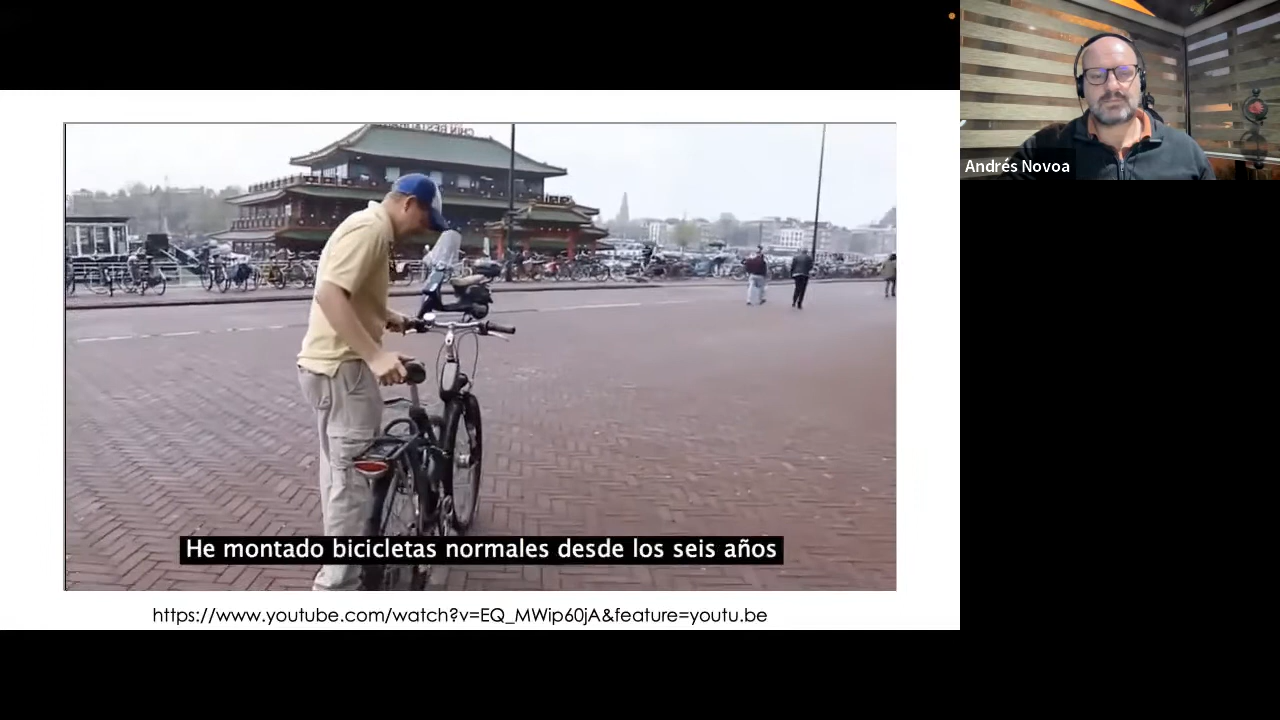 Andrés Novoa
He montado bicicletas normales desde los seis años
https://www.youtube.com/watch?v=EQ_MWip60jA&feature=youtu.be